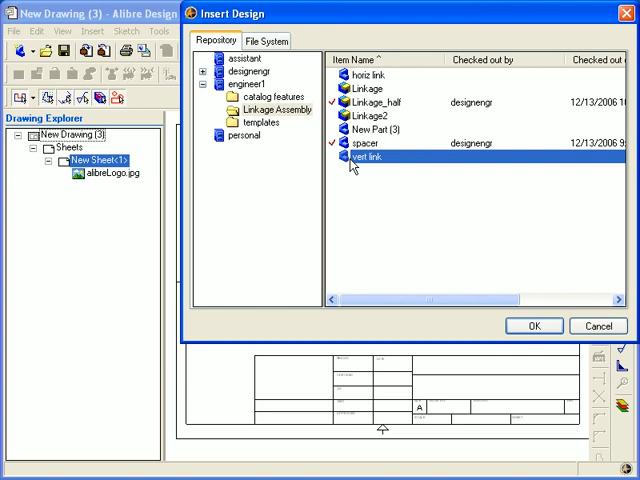 New Drawing (3) - Alibre Design
File Edit View Insert Sketch Tools
Drawing Explorer
New Drawing (3)
Sheets
New Sheet<1>
alibreLogo.jpg
Insert Design
Repository File System
assistant
designengr
engineer1
catalog features
Linkage Assembly
templates
personal
Item Name Checked out by Checked out
horiz link
Linkage
Linkage_half designengr 12/13/2006 10
Linkage2
New Part (3)
spacer designengr 12/13/2006 9:
vert link
OK Cancel
A